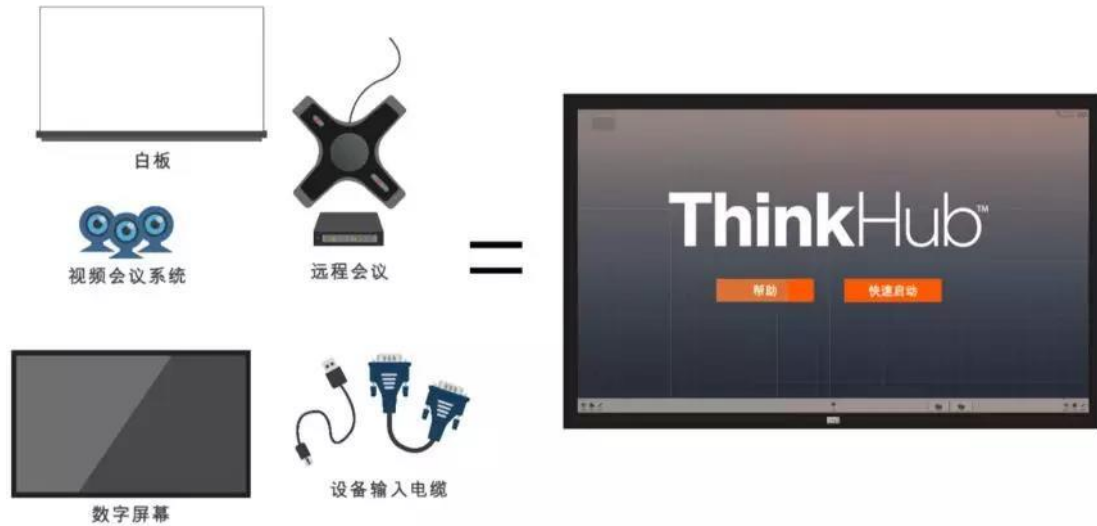 白板
视频会议系统
远程会议
数字屏幕
设备输入电缆
=
ThinkHub™
帮助
快速启动